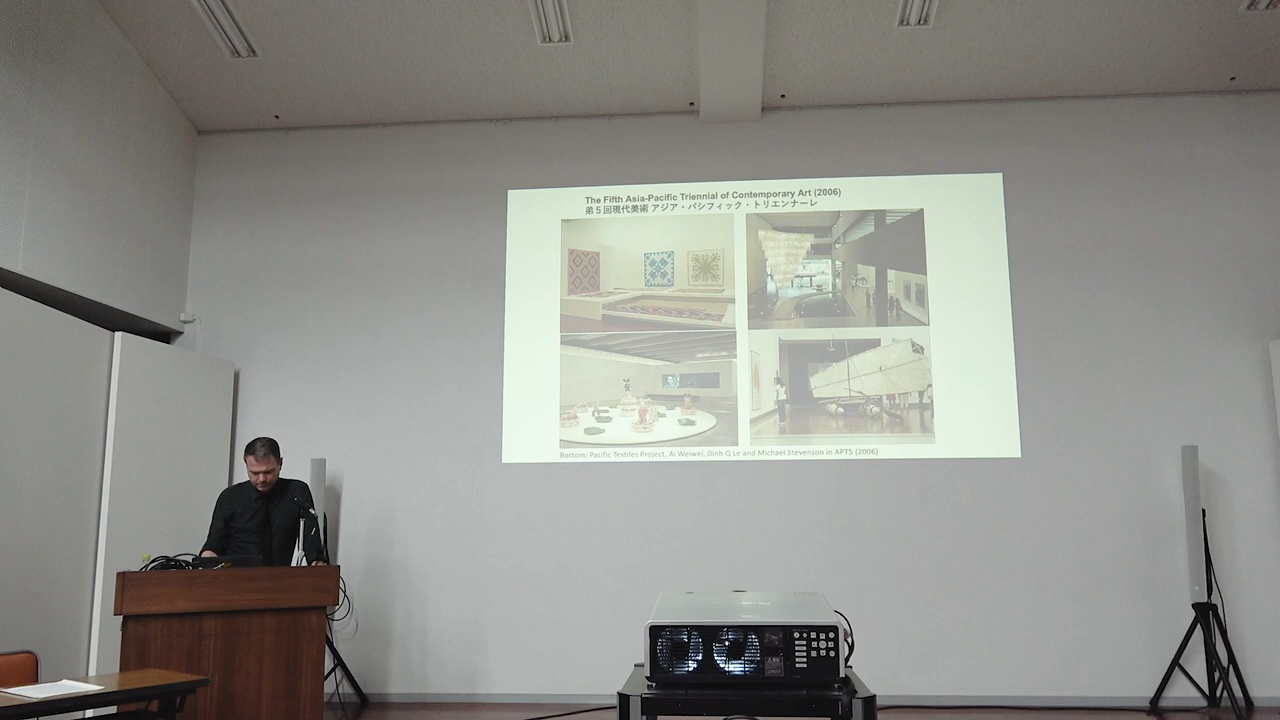 The Fifth Asia-Pacific Triennial of Contemporary Art (2006)
第5回現代美術 アジア・パシフィック・トリエンナーレ
Bottom: Pacific Textiles Project, Ai Weiwei, Dinh Q Le and Michael Stevenson in APT5 (2006)